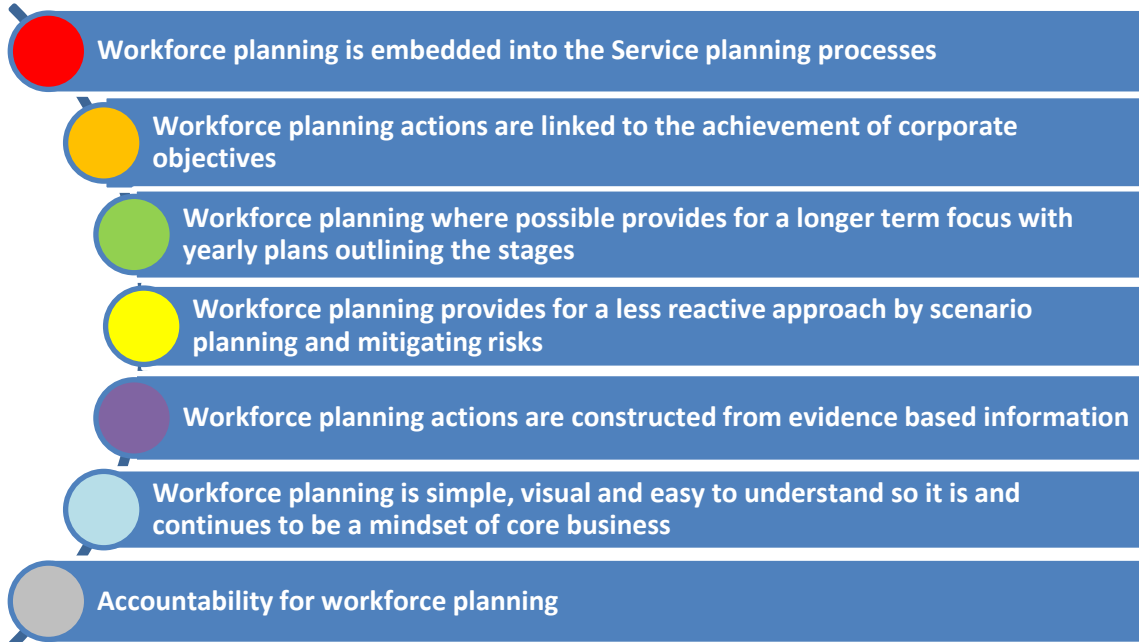 Workforce planning is embedded into the Service planning processes
Workforce planning actions are linked to the achievement of corporate
objectives
Workforce planning where possible provides for a longer term focus with
yearly plans outlining the stages
Workforce planning provides for a less reactive approach by scenario
planning and mitigating risks
Workforce planning actions are constructed from evidence based information
Workforce planning is simple, visual and easy to understand so it is and
continues to be a mindset of core business
Accountability for workforce planning